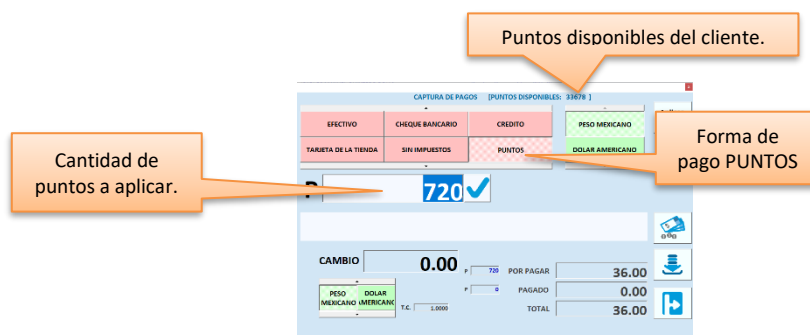 Puntos disponibles del cliente.
CAPTURA DE PAGOS [PUNTOS DISPONIBLES: 33678 ]
EFECTIVO CHEQUE BANCARIO CREDITO PESO MEXICANO
TARJETA DE LA TIENDA SIN IMPUESTOS PUNTOS DOLAR AMERICANO
Forma de
pago PUNTOS
Cantidad de
puntos a aplicar.
720
CAMBIO 0.00
P 720 POR PAGAR 36.00
P 0 PAGADO 0.00
PESO MEXICANO DOLAR AMERICANO
T.C. 1.0000 TOTAL 36.00